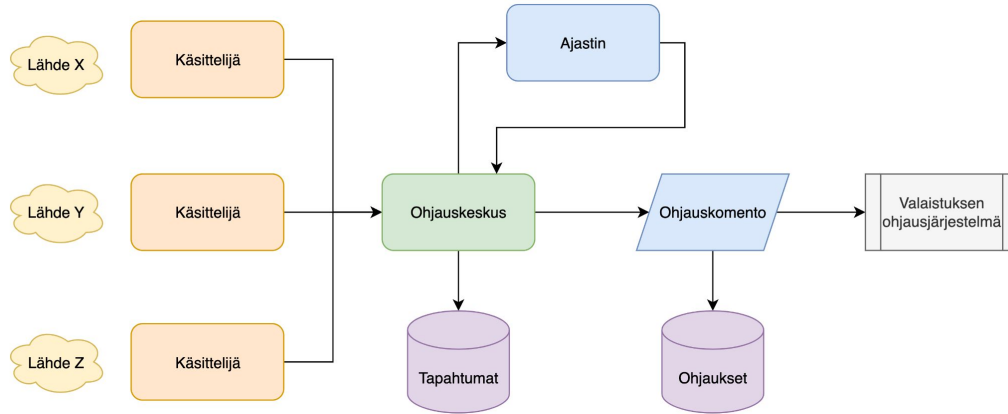 Lähde X
Käsittelijä
Ajastin
Lähde Y
Käsittelijä
Ohjauskeskus
Ohjauskomento
Valaistuksen
ohjausjärjestelmä
Lähde Z
Käsittelijä
Tapahtumat
Ohjaukset